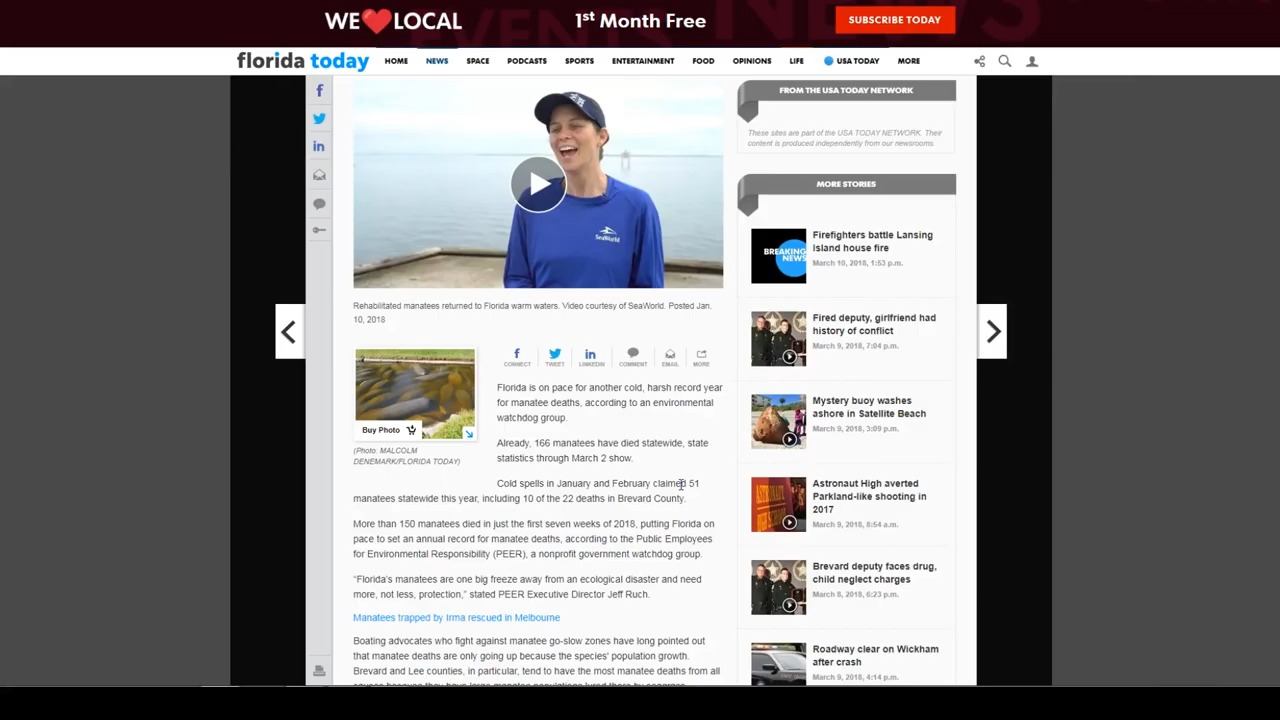 WE LOCAL
1st Month Free
SUBSCRIBE TODAY
florida today
HOME
NEWS
SPACE
PODCASTS
SPORTS
ENTERTAINMENT
FOOD
OPINIONS
LIFE
USA TODAY
MORE
SeaWorld
Rehabilitated manatees returned to Florida warm waters. Video courtesy of SeaWorld. Posted Jan.
10, 2018
Buy Photo
(Photo: MALCOLM
DENEMARK/FLORIDA TODAY)
CONNECT
TWEET
LINKEDIN
COMMENT
EMAIL
MORE
Florida is on pace for another cold, harsh record year
for manatee deaths, according to an environmental
watchdog group.
Already, 166 manatees have died statewide, state
statistics through March 2 show.
Cold spells in January and February claimed 51
manatees statewide this year, including 10 of the 22 deaths in Brevard County.
More than 150 manatees died in just the first seven weeks of 2018, putting Florida on
pace to set an annual record for manatee deaths, according to the Public Employees
for Environmental Responsibility (PEER), a nonprofit government watchdog group.
“Florida's manatees are one big freeze away from an ecological disaster and need
more, not less, protection,” stated PEER Executive Director Jeff Ruch.
Manatees trapped by Irma rescued in Melbourne
Boating advocates who fight against manatee go-slow zones have long pointed out
that manatee deaths are only going up because the species' population growth.
Brevard and Lee counties, in particular, tend to have the most manatee deaths from all
FROM THE USA TODAY NETWORK
These sites are part of the USA TODAY NETWORK. Their
content is produced independently from our newsrooms.
MORE STORIES
BREAKING
NEWS
Firefighters battle Lansing
Island house fire
March 10, 2018, 1:53 p.m.
Fired deputy, girlfriend had
history of conflict
March 9, 2018, 7:04 p.m.
Mystery buoy washes
ashore in Satellite Beach
March 9, 2018, 3:09 p.m.
Astronaut High averted
Parkland-like shooting in
2017
March 9, 2018, 8:54 a.m.
Brevard deputy faces drug,
child neglect charges
March 8, 2018, 6:23 p.m.
Roadway clear on Wickham
after crash
March 9, 2018, 4:14 p.m.